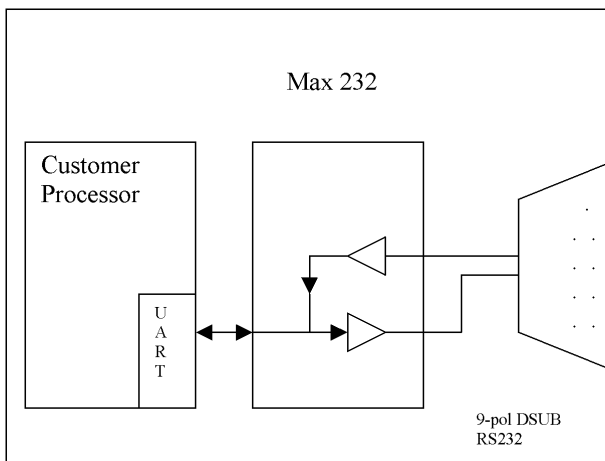 Max 232
Customer
Processor
U
A
R
T
9-pol DSUB
RS232